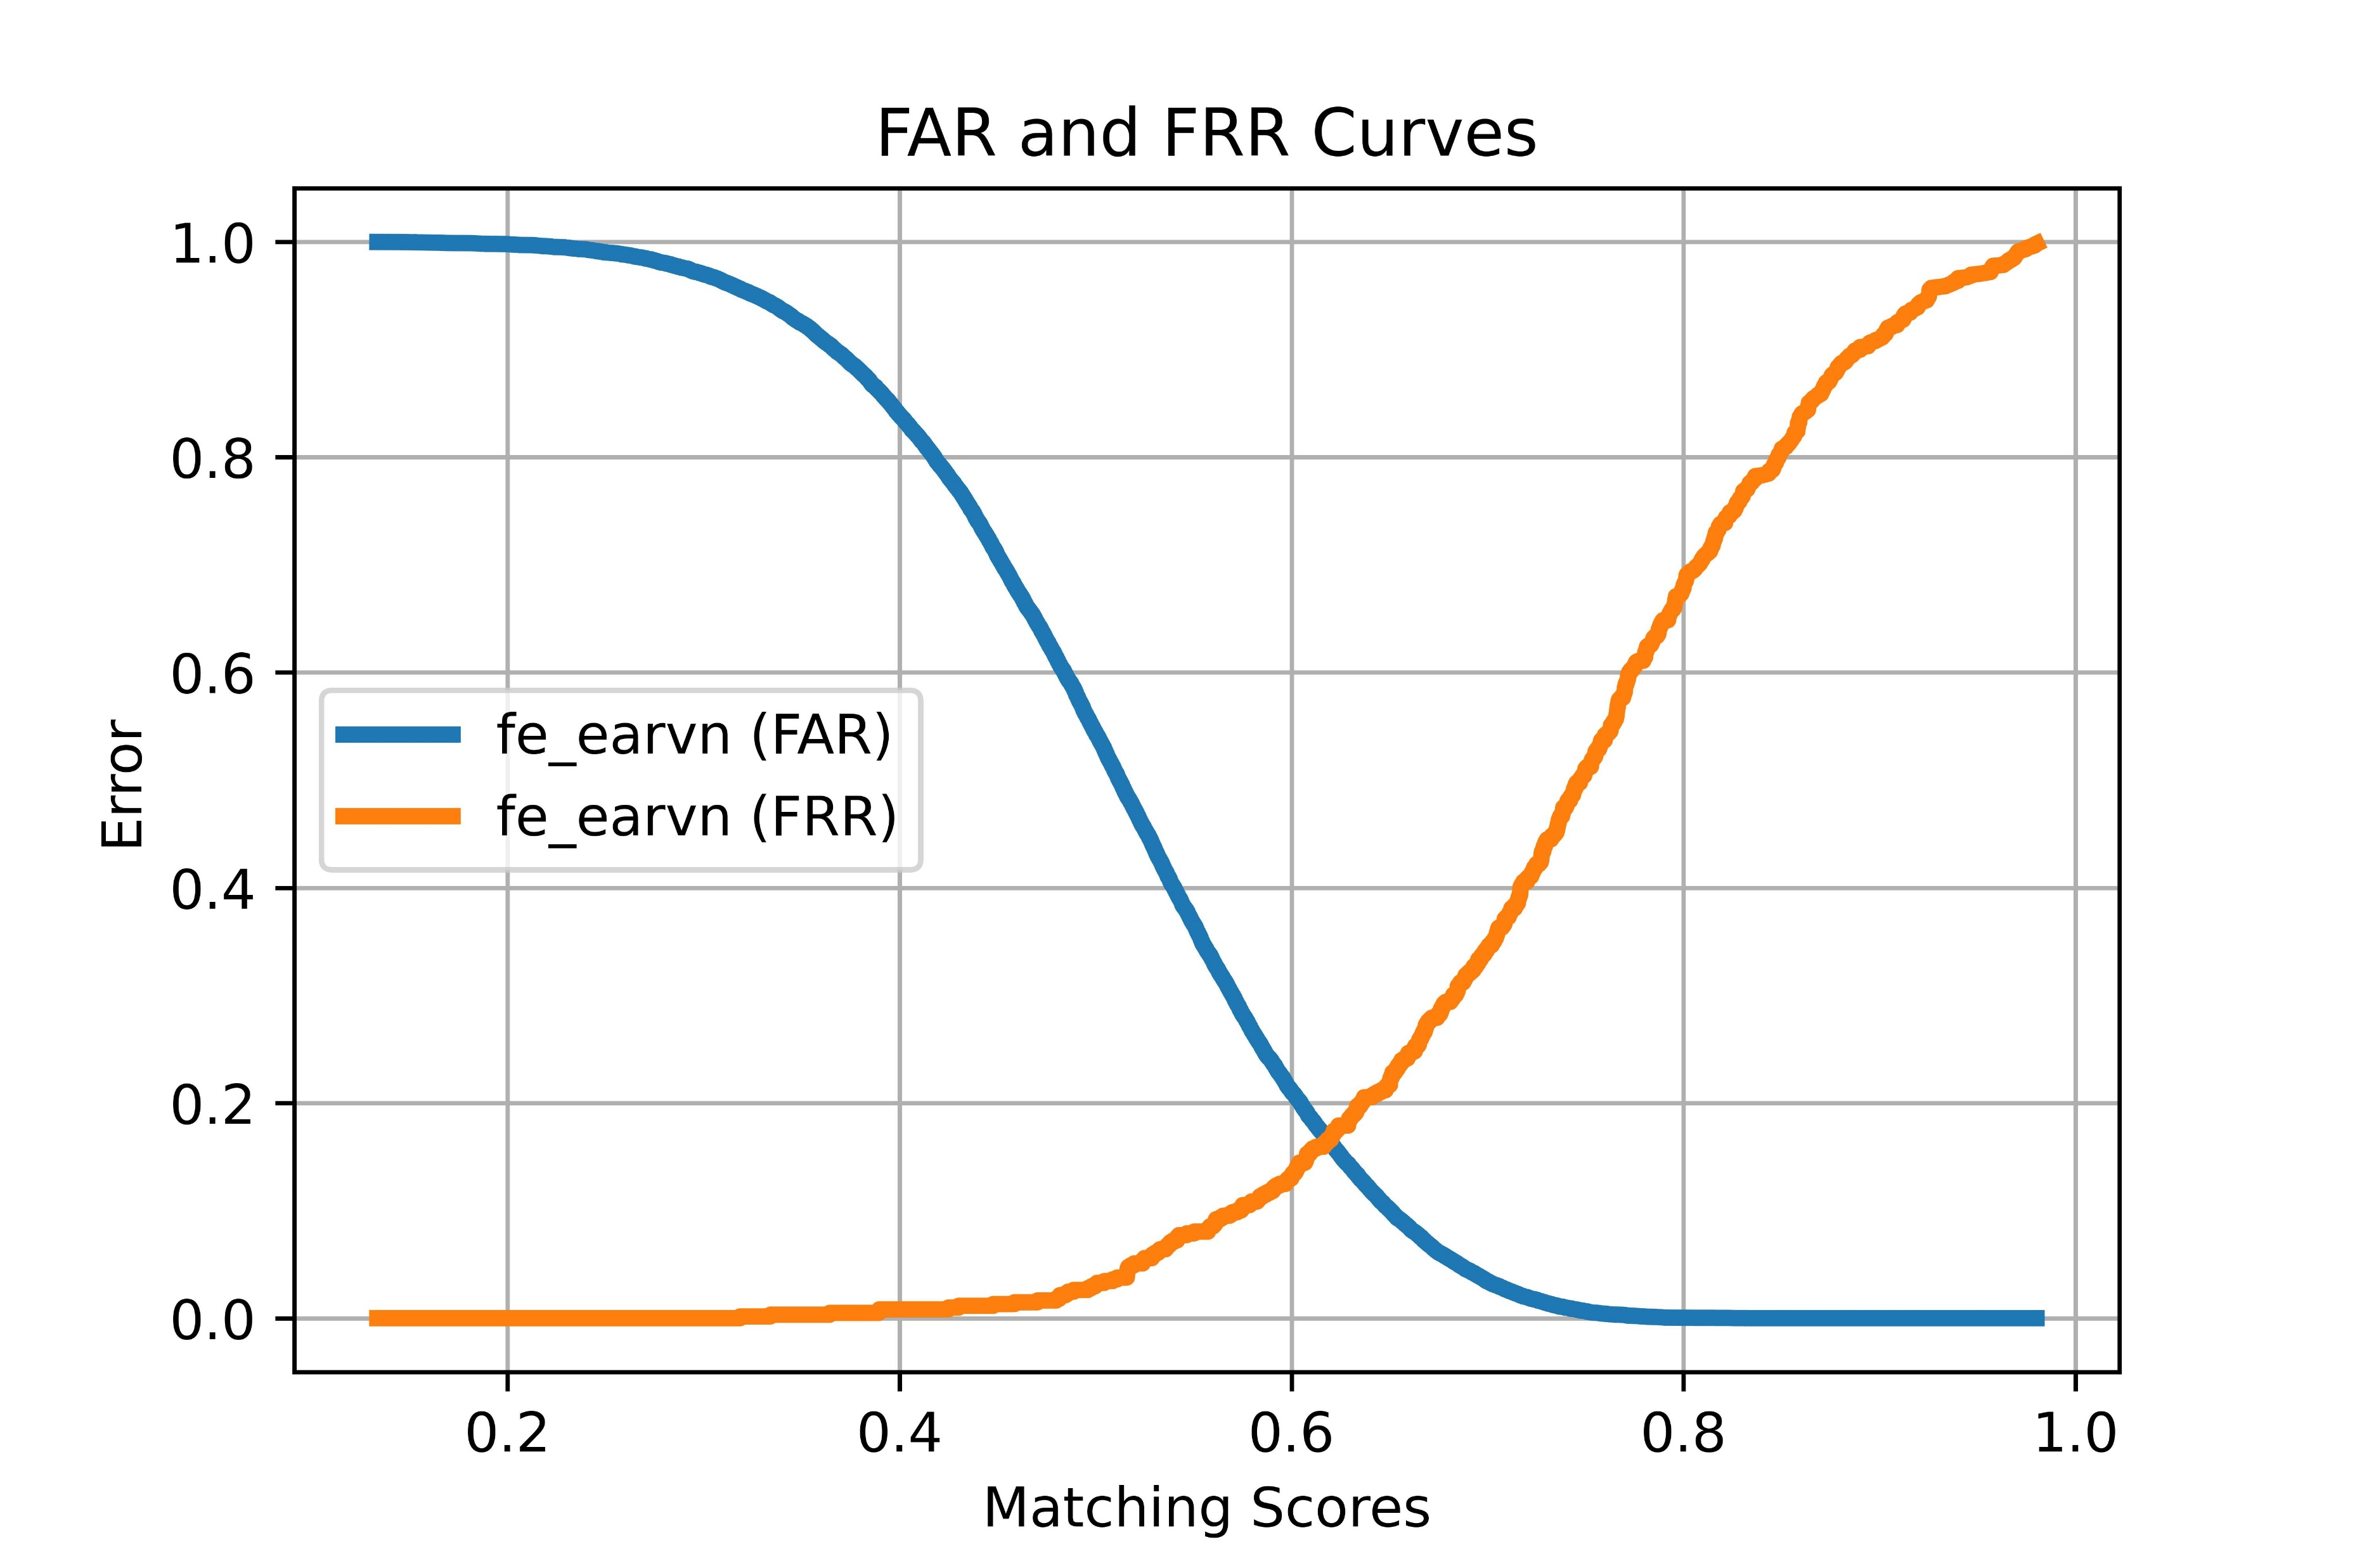 FAR and FRR Curves
1.0
0.8
0.6
0.4
0.2
0.0
Error
fe_earvn (FAR)
fe_earvn (FRR)
0.2 0.4 0.6 0.8 1.0
Matching Scores